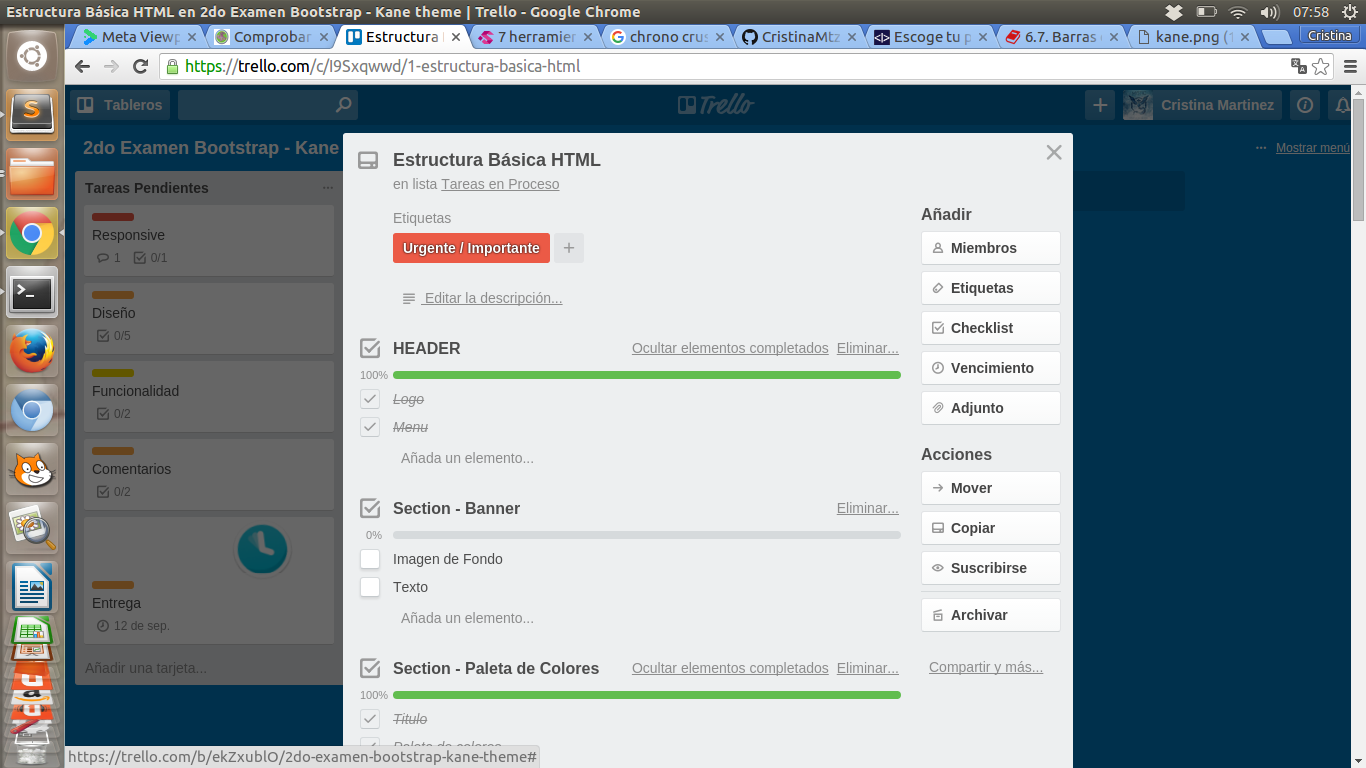 Estructura Básica HTML en 2do Examen Bootstrap - Kane theme | Trello - Google Chrome
07:58
Meta Viewp
Comprobar
Estructura
7 herramier
chrono crus
CristinaMtz
Escoge tu p
6.7. Barras
kane.png (1
Cristina
https://trello.com/c/I9Sxqwwd/1-estructura-basica-html
Tableros
Trello
Cristina Martinez
2do Examen Bootstrap - Kane
Mostrar menú
Tareas Pendientes
Responsive
1 0/1
Diseño
0/5
Funcionalidad
0/2
Comentarios
0/2
Entrega
12 de sep.
Añadir una tarjeta...
Estructura Básica HTML
en lista Tareas en Proceso
Etiquetas
Urgente / Importante
+
Editar la descripción...
HEADER
Ocultar elementos completados Eliminar...
100%
Logo
Menu
Añada un elemento...
Section - Banner
Eliminar...
0%
Imagen de Fondo
Texto
Añada un elemento...
Section - Paleta de Colores
Ocultar elementos completados Eliminar...
100%
Titulo
Paleta de colores
Añadir
Miembros
Etiquetas
Checklist
Vencimiento
Adjunto
Acciones
Mover
Copiar
Suscribirse
Archivar
Compartir y más...
https://trello.com/b/ekZxublO/2do-examen-bootstrap-kane-theme#